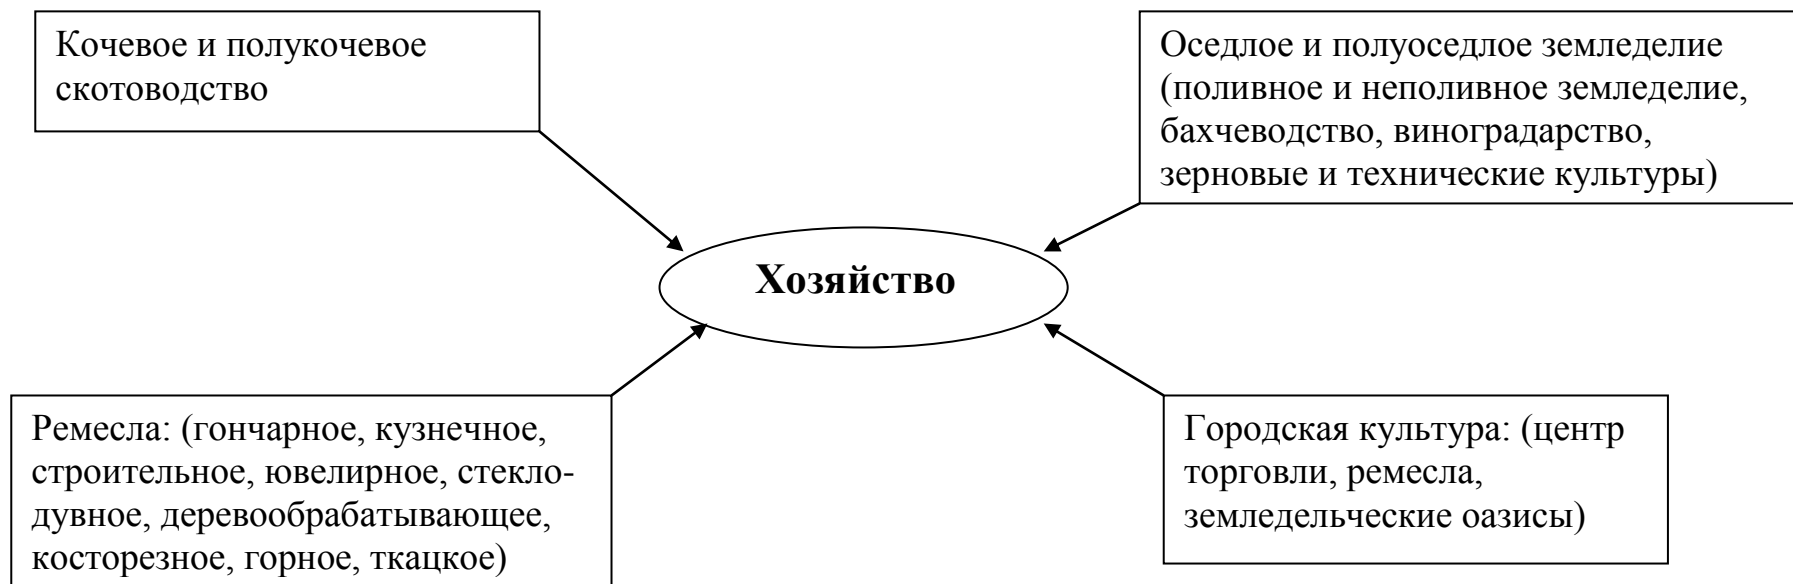 Кочевое и полукочевое
скотоводство
Оседлое и полуоседлое земледелие
(поливное и неполивное земледелие,
бахчеводство, виноградарство,
зерновые и технические культуры)
Хозяйство
Ремесла: (гончарное, кузнечное,
строительное, ювелирное, стекло-
дувное, деревообрабатывающее,
косторезное, горное, ткацкое)
Городская культура: (центр
торговли, ремесла,
земледельческие оазисы)